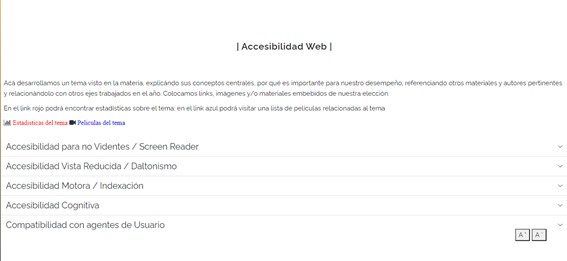 | Accesibilidad Web |
Acá desarrollamos un tema visto en la materia, explicándo sus conceptos centrales, por qué es importante para nuestro desempeño, referenciando otros materiales y autores pertinentes
y relacionándolo con otros ejes trabajados en el año. Colocamos links, imágenes y/o materiales embebidos de nuestra elección.
En el link rojo podrá encontrar estadísticas sobre el tema; en el link azul podrá visitar una lista de películas relacionadas al tema
Estadísticas del tema Películas del tema
Accesibilidad para no Videntes / Screen Reader
Accesibilidad Vista Reducida / Daltonismo
Accesibilidad Motora / Indexación
Accesibilidad Cognitiva
Compatibilidad con agentes de Usuario
A+ A-